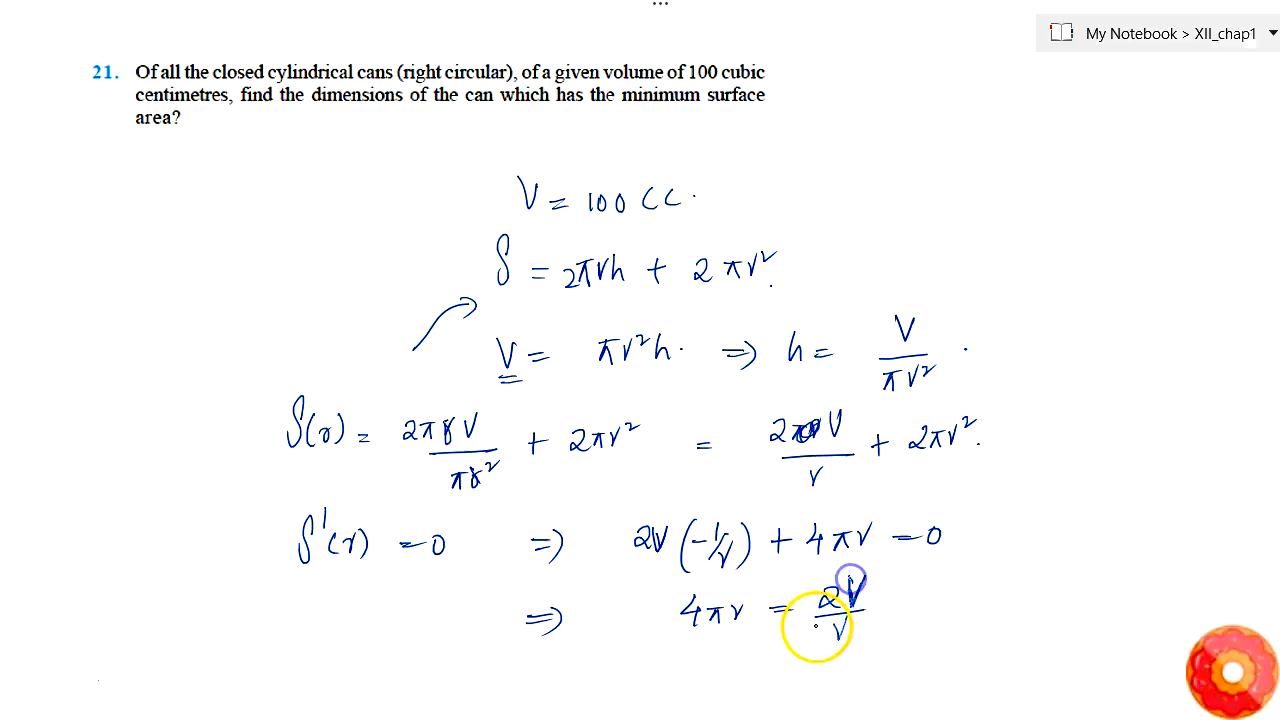 ...
My Notebook > XII_chap1
21. Of all the closed cylindrical cans (right circular), of a given volume of 100 cubic
centimetres, find the dimensions of the can which has the minimum surface
area?
V = 100 CC.
S = 2πrh + 2πr².
V = πr²h. ⇒ h = V/πr².
S(r) = 2πrV/πr² + 2πr² = 2V/r + 2πr².
S'(r) = 0 ⇒ 2V(-1/r) + 4πr = 0
⇒ 4πr = 2V/r